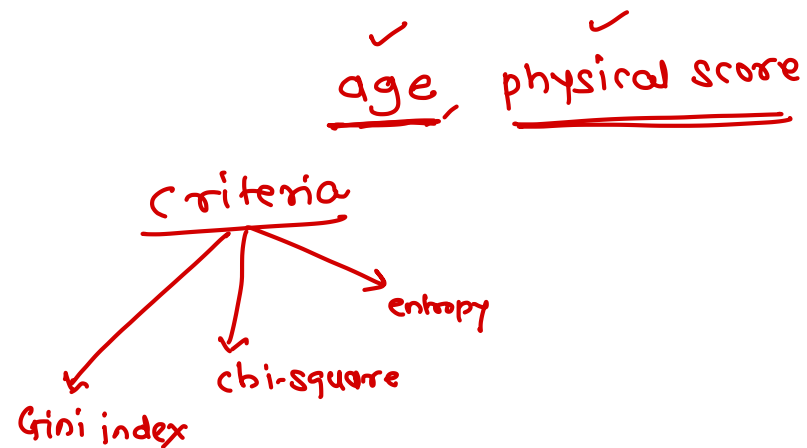 age physical score
Criteria
entropy
chi-square
Gini index